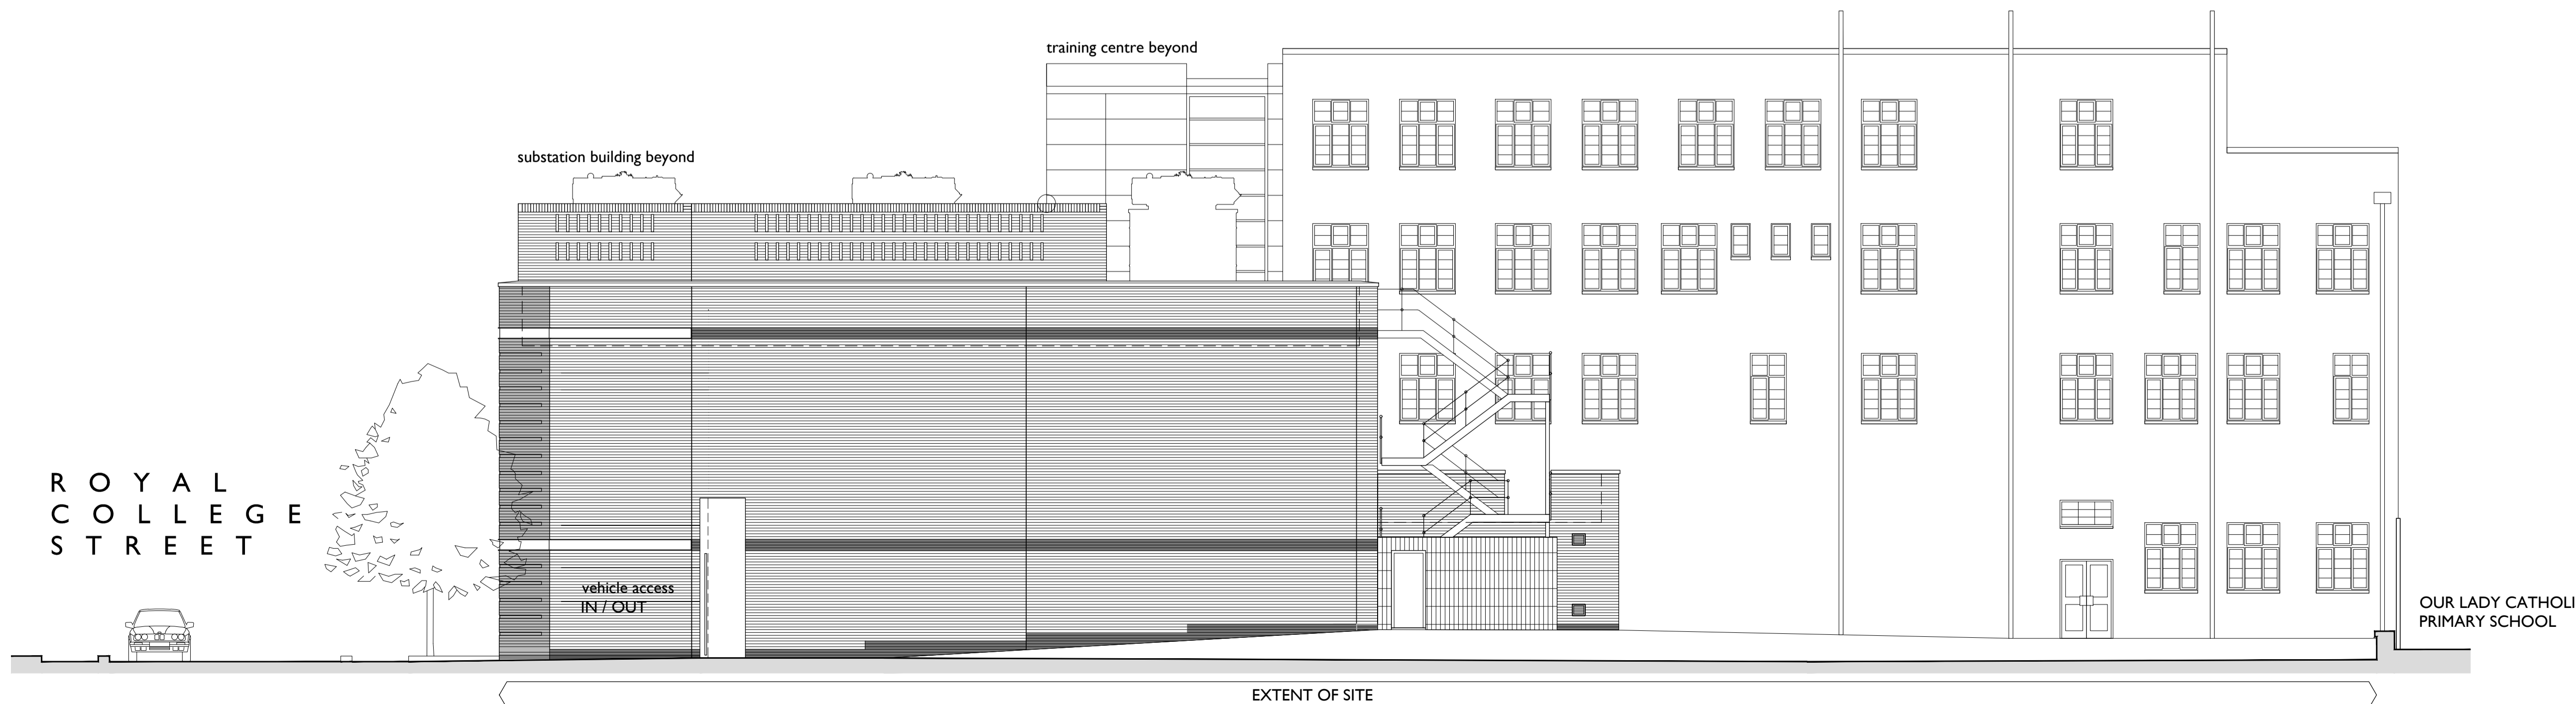 training centre beyond
substation building beyond
ROYAL
COLLEGE
STREET
vehicle access
IN / OUT
OUR LADY CATHOLI
PRIMARY SCHOOL
EXTENT OF SITE